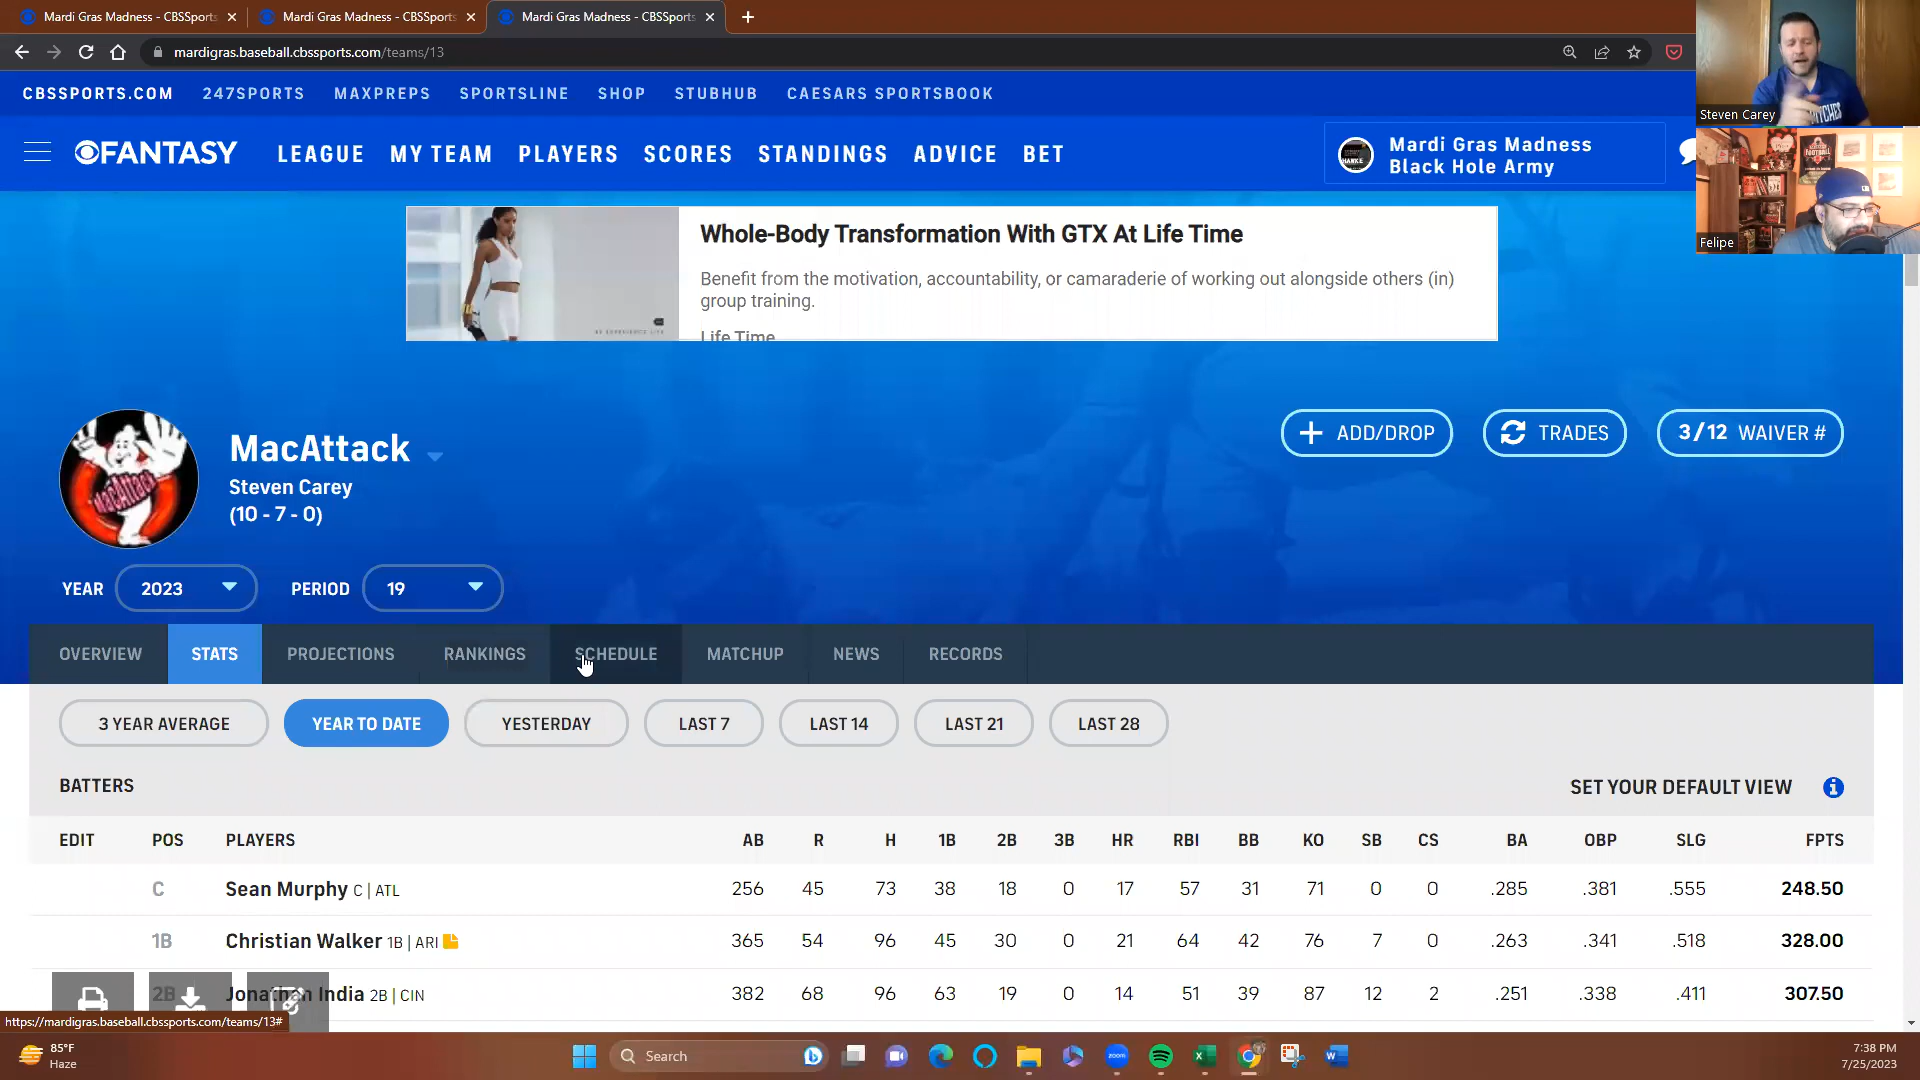 Mardi Gras Madness - CBSSports
Mardi Gras Madness - CBSSports
Mardi Gras Madness - CBSSports
mardigras.baseball.cbssports.com/teams/13
CBSSPORTS.COM 247SPORTS MAXPREPS SPORTSLINE SHOP STUBHUB CAESARS SPORTSBOOK
FANTASY LEAGUE MY TEAM PLAYERS SCORES STANDINGS ADVICE BET
Mardi Gras Madness
Black Hole Army
Steven Carey
Felipe
Whole-Body Transformation With GTX At Life Time
Benefit from the motivation, accountability, or camaraderie of working out alongside others (in)
group training.
Life Time
MacAttack
Steven Carey
(10 - 7 - 0)
ADD/DROP TRADES 3/12 WAIVER #
YEAR 2023 PERIOD 19
OVERVIEW STATS PROJECTIONS RANKINGS SCHEDULE MATCHUP NEWS RECORDS
3 YEAR AVERAGE YEAR TO DATE YESTERDAY LAST 7 LAST 14 LAST 21 LAST 28
BATTERS SET YOUR DEFAULT VIEW
EDIT POS PLAYERS AB R H 1B 2B 3B HR RBI BB KO SB CS BA OBP SLG FPTS
C Sean Murphy C | ATL 256 45 73 38 18 0 17 57 31 71 0 0 .285 .381 .555 248.50
1B Christian Walker 1B | ARI 365 54 96 45 30 0 21 64 42 76 7 0 .263 .341 .518 328.00
2B Jonathan India 2B | CIN 382 68 96 63 19 0 14 51 39 87 12 2 .251 .338 .411 307.50
https://mardigras.baseball.cbssports.com/teams/13#
85°F
Haze
Search
zoom
7:38 PM
7/25/2023